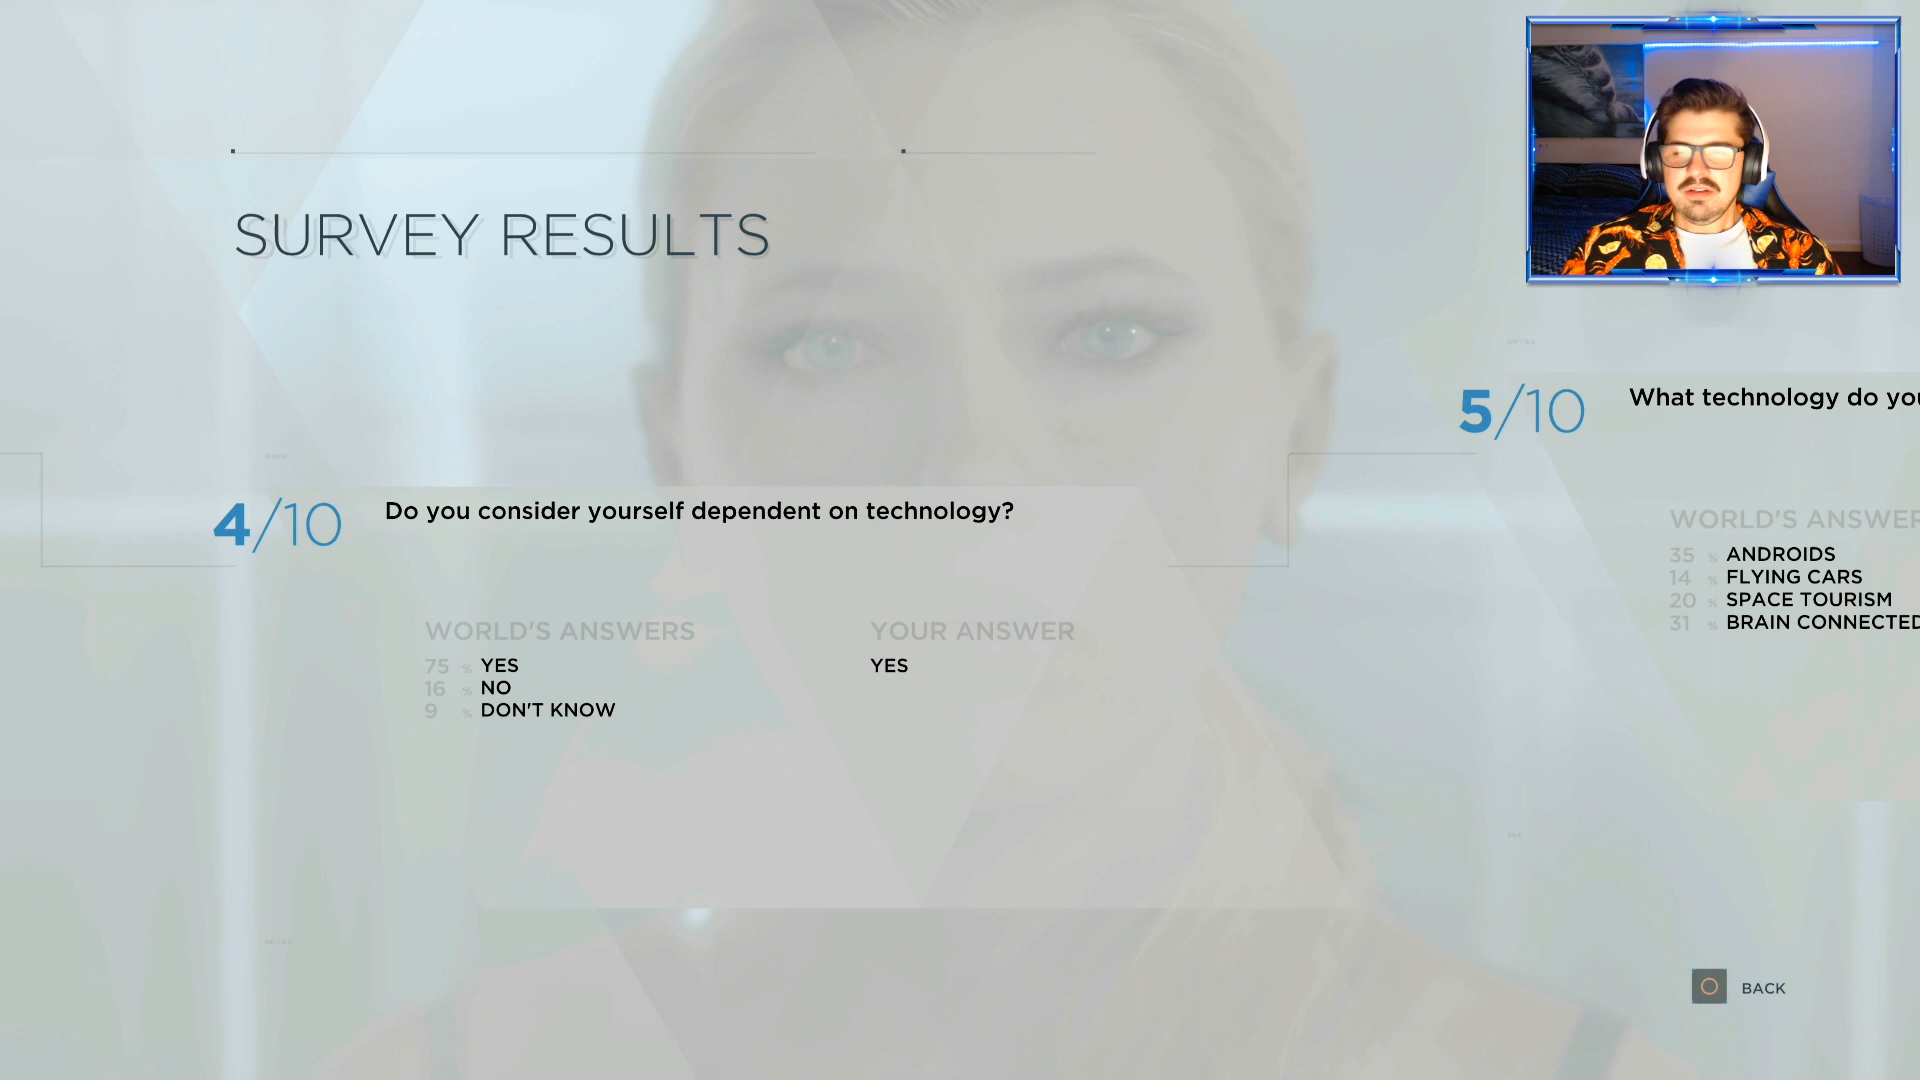 SURVEY RESULTS
4/10
Do you consider yourself dependent on technology?
WORLD'S ANSWERS
75 % YES
16 % NO
9 % DON'T KNOW
YOUR ANSWER
YES
5/10
What technology do
WORLD'S
35 % ANDROIDS
14 % FLYING CARS
20 % SPACE TOURISM
31 % BRAIN CONNECTED
BACK